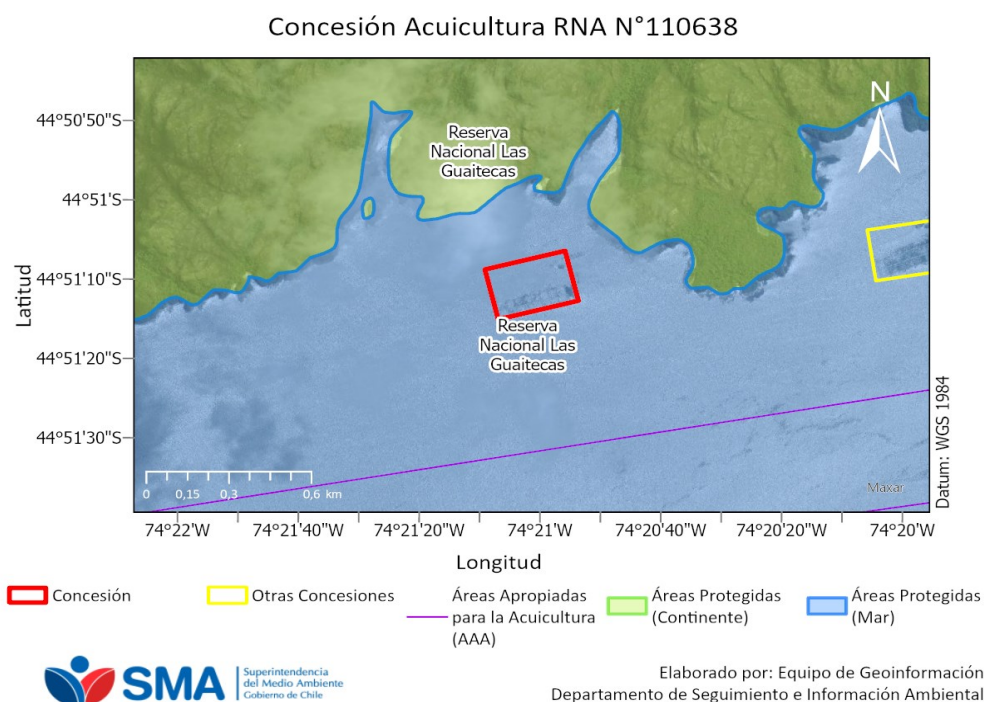 Concesión Acuicultura RNA N°110638
44°50'50"S
44°51'S
44°51'10"S
44°51'20"S
44°51'30"S
Latitud
Reserva
Nacional Las
Guaitecas
N
Reserva
Nacional Las
Guaitecas
0 0,15 0,3 0,6 km
Maxar
Datum: WGS 1984
74°22'W 74°21'40"W 74°21'20"W 74°21'W 74°20'40"W 74°20'20"W 74°20'W
Longitud
Concesión
Otras Concesiones
Áreas Apropiadas
para la Acuicultura
(AAA)
Áreas Protegidas
(Continente)
Áreas Protegidas
(Mar)
SMA
Superintendencia
del Medio Ambiente
Gobierno de Chile
Elaborado por: Equipo de Geoinformación
Departamento de Seguimiento e Información Ambiental